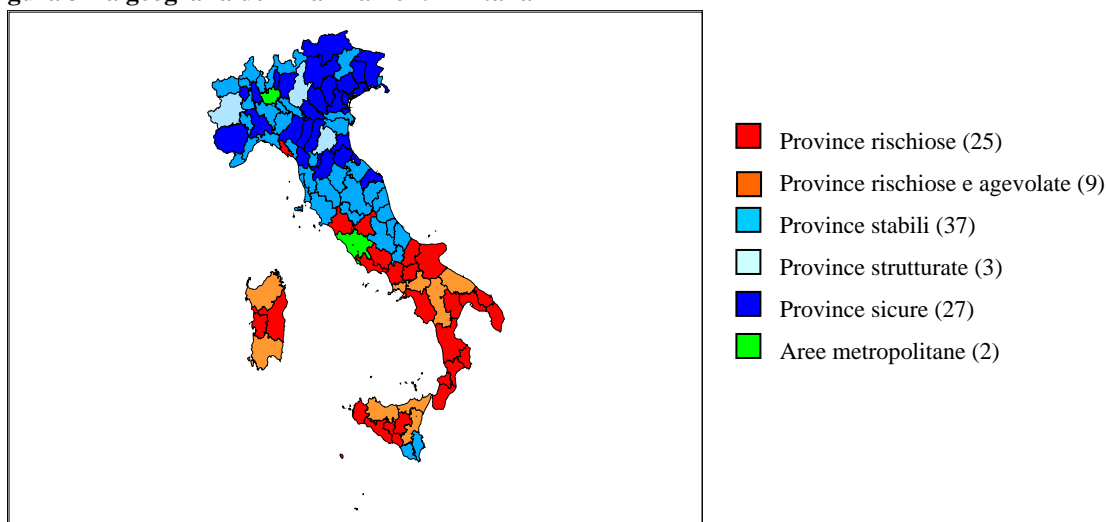 Province rischiose (25)
Province rischiose e agevolate (9)
Province stabili (37)
Province strutturate (3)
Province sicure (27)
Aree metropolitane (2)